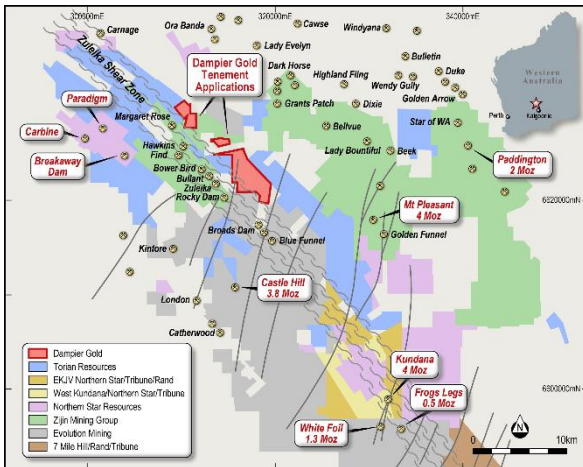 300000mE
320000mE
340000mE
Carnage
Ora Banda
Cawse
Windyana
Lady Evelyn
Zuleika Shear Zone
Dampier Gold
Tenement
Applications
Dark Horse
Highland Fling
Bulletin
Wendy Gully
Duke
Golden Arrow
Grants Patch
Dixie
Paradigm
Margaret Rose
Carbine
Bellvue
Star of WA
Lady Bountiful
Beek
Hawkins
Find
Breakaway
Dam
Bower Bird
Bullant
Zuleika
Rocky Dam
Paddington
2 Moz
6820000mN
Mt Pleasant
4 Moz
Golden Funnel
Broads Dam
Blue Funnel
Kintore
Castle Hill
3.8 Moz
London
Catherwood
Kundana
4 Moz
Frogs Legs
0.5 Moz
6800000mN
White Foil
1.3 Moz
Western
Australia
Perth
Kalgoorlie
Dampier Gold
Torian Resources
EKJV Northern Star/Tribune/Rand
West Kundana/Northern Star/Tribune
Northern Star Resources
Zijin Mining Group
Evolution Mining
7 Mile Hill/Rand/Tribune
N
0
10km